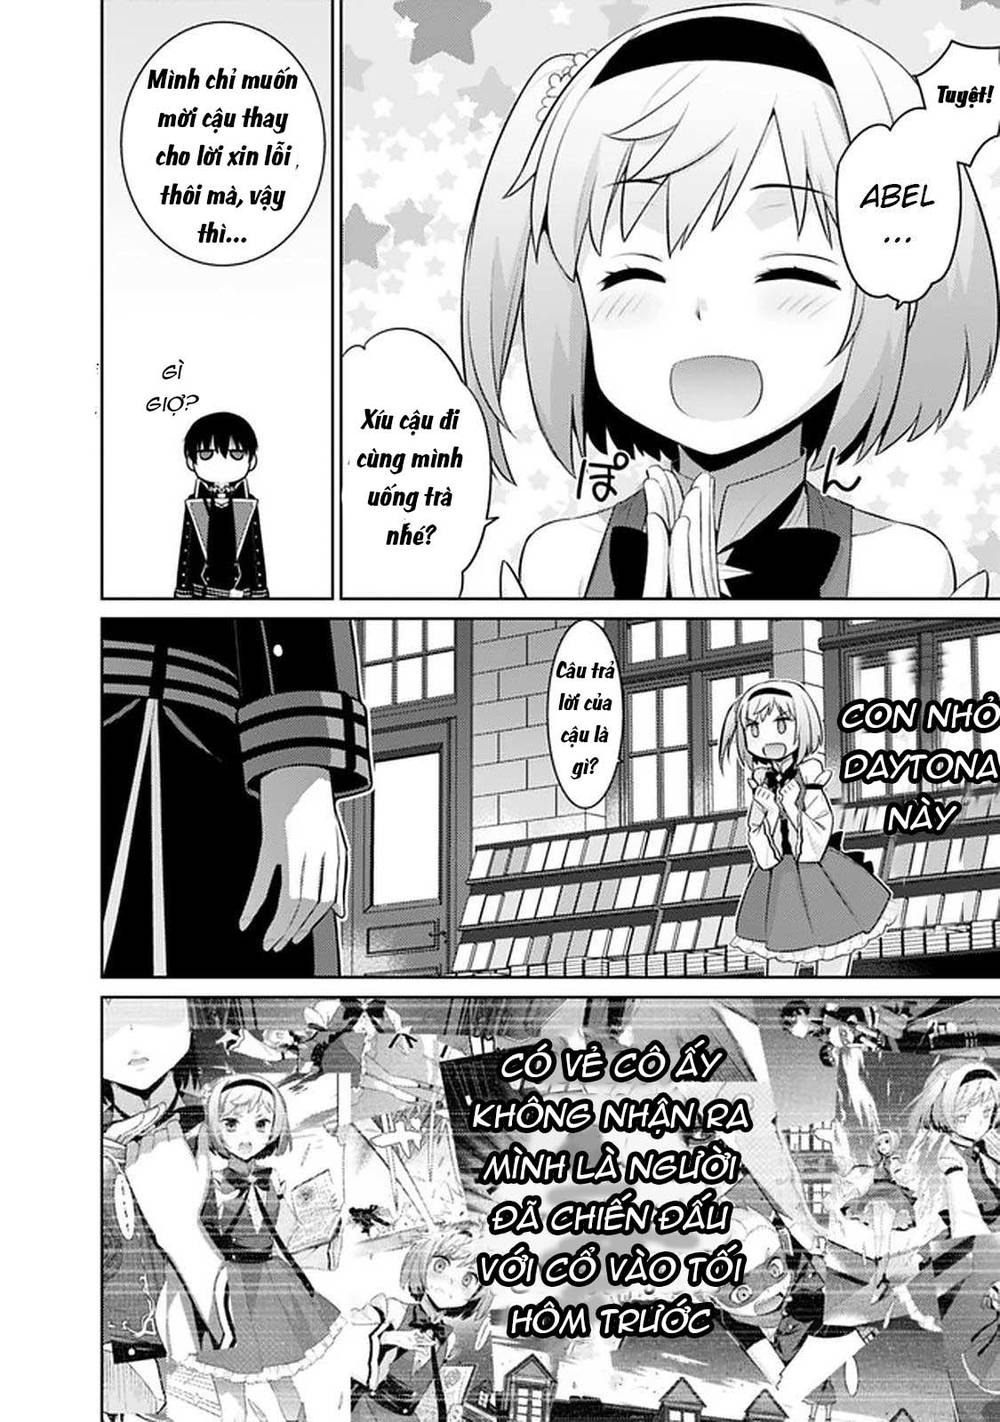 Tuyệt!
ABEL
...
Xíu cậu đi
cùng mình
uống trà
nhé?
ぽ
ん
Mình chỉ muốn
mời cậu thay
cho lời xin lỗi
thôi mà, vậy
thì...
GÌ
GIỢ?
CON NHỎ
DAYTONA
NÀY
Câu trả
lời của
cậu là
gì?
CÓ VẺ CÔ ẤY
KHÔNG NHẬN RA
MÌNH LÀ NGƯỜI
ĐÃ CHIẾN ĐẤU
VỚI CỔ VÀO TỐI
HÔM TRƯỚC